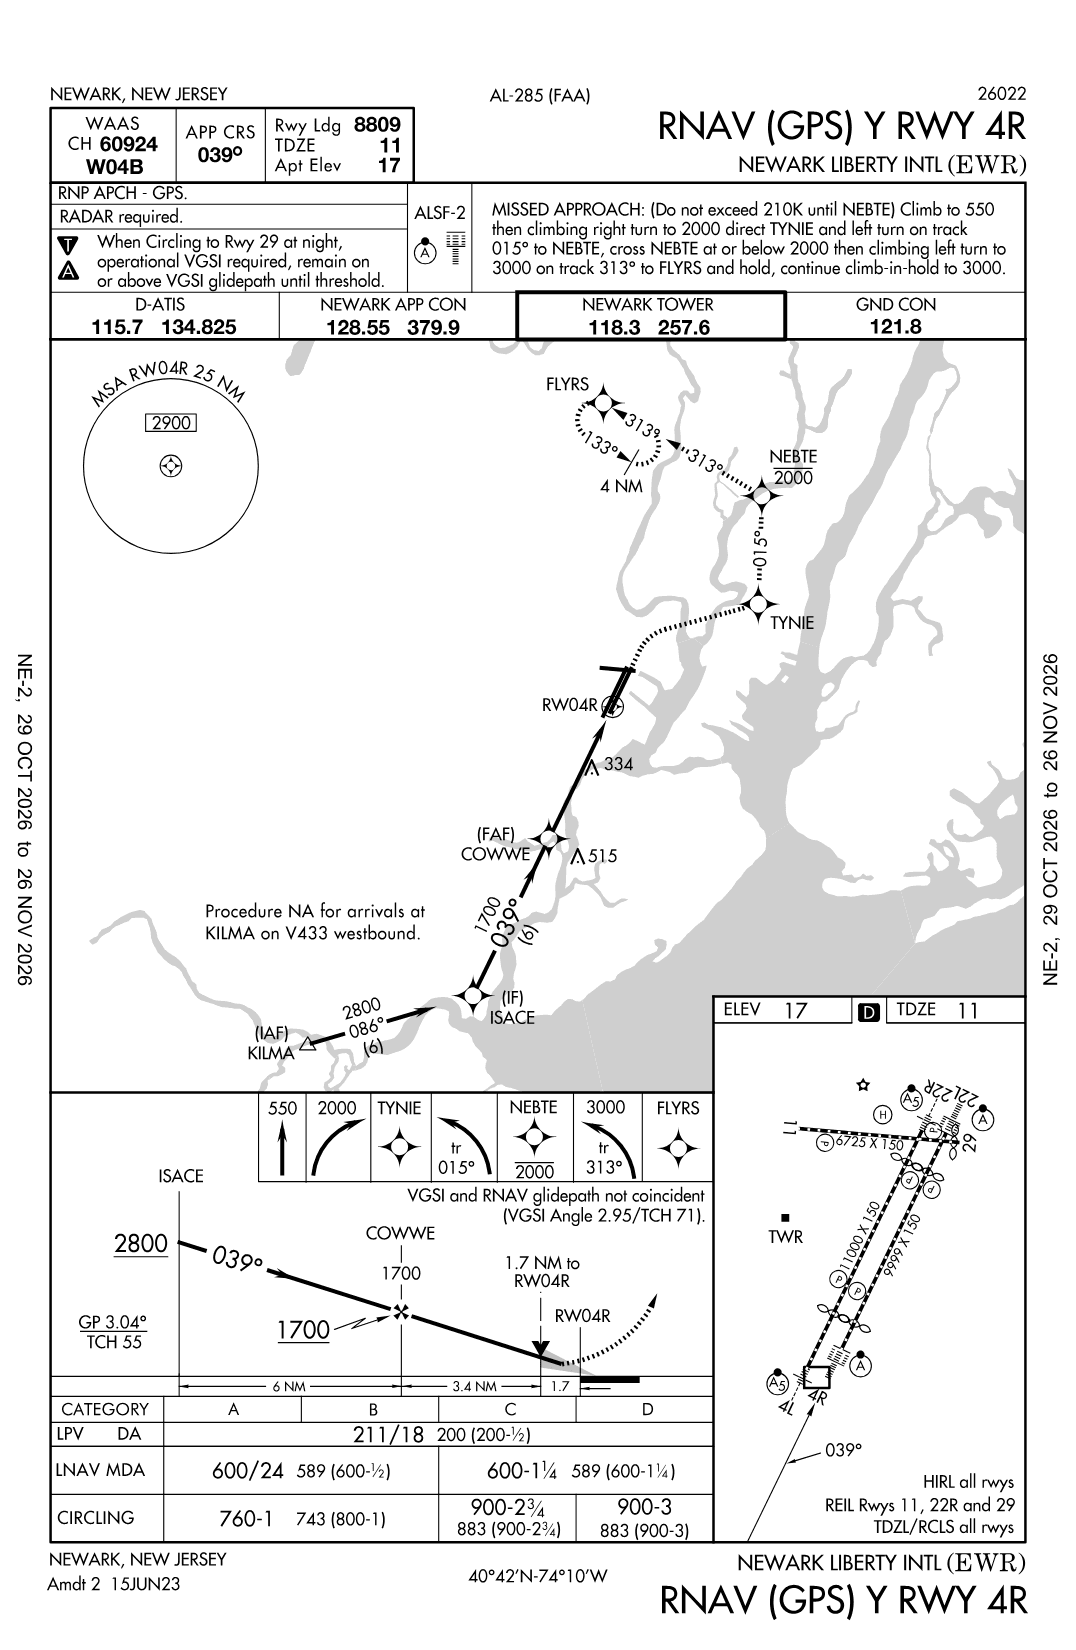 NEWARK, NEW JERSEY
AL-285 (FAA)
26022
RNAV (GPS) Y RWY 4R
NEWARK LIBERTY INTL (EWR)
WAAS
CH 60924
W04B
APP CRS
039°
Rwy Ldg 8809
TDZE 11
Apt Elev 17
RNP APCH - GPS.
RADAR required.
T
A
When Circling to Rwy 29 at night,
operational VGSI required, remain on
or above VGSI glidepath until threshold.
ALSF-2
A
MISSED APPROACH: (Do not exceed 210K until NEBTE) Climb to 550
then climbing right turn to 2000 direct TYNIE and left turn on track
015° to NEBTE, cross NEBTE at or below 2000 then climbing left turn to
3000 on track 313° to FLYRS and hold, continue climb-in-hold to 3000.
D-ATIS
115.7 134.825
NEWARK APP CON
128.55 379.9
NEWARK TOWER
118.3 257.6
GND CON
121.8
MSA RW04R 25 NM
2900
FLYRS
313°
133°
4 NM
313°
NEBTE
2000
015°
TYNIE
RW04R
334
(FAF)
COWWE
515
1700
039°
(6)
Procedure NA for arrivals at
KILMA on V433 westbound.
(IF)
ISACE
2800
086°
(6)
(IAF)
KILMA
NE-2, 29 OCT 2026 to 26 NOV 2026
NE-2, 29 OCT 2026 to 26 NOV 2026
ELEV 17
D
TDZE 11
H
A5
22R
22L
A
11
P
6725 X 150
P
29
P
P
TWR
11000 X 150
9999 X 150
P
P
A5
A
4L
4R
039°
HIRL all rwys
REIL Rwys 11, 22R and 29
TDZL/RCLS all rwys
550
2000
TYNIE
tr
015°
NEBTE
2000
3000
tr
313°
FLYRS
VGSI and RNAV glidepath not coincident
(VGSI Angle 2.95/TCH 71).
ISACE
2800
039°
COWWE
1700
1700
1.7 NM to
RW04R
RW04R
GP 3.04°
TCH 55
6 NM
3.4 NM
1.7
CATEGORY A B C D
LPV DA 211/18 200 (200-½)
LNAV MDA 600/24 589 (600-½) 600-1¼ 589 (600-1¼)
CIRCLING 760-1 743 (800-1) 900-2¾ 883 (900-2¾) 900-3 883 (900-3)
NEWARK, NEW JERSEY
Amdt 2 15JUN23
40°42'N-74°10'W
NEWARK LIBERTY INTL (EWR)
RNAV (GPS) Y RWY 4R